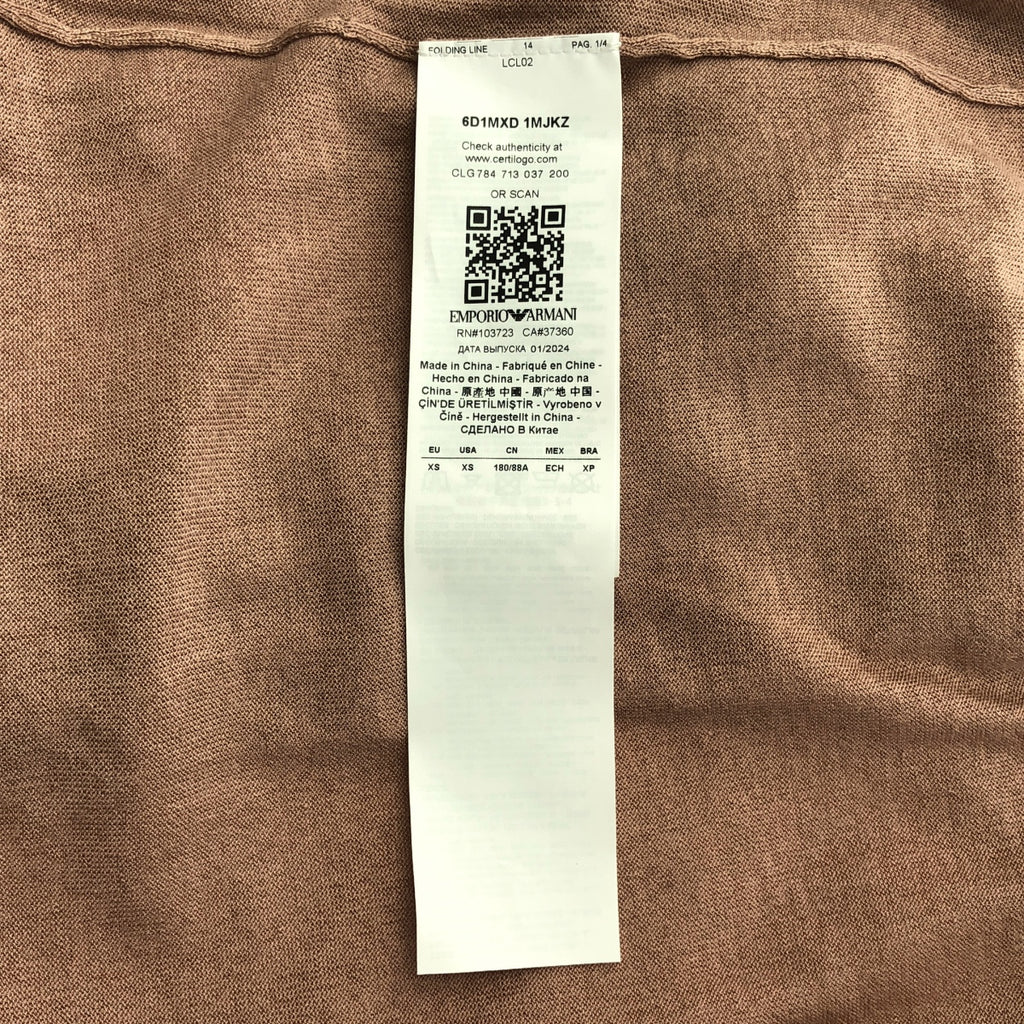 FOLDING LINE 14 PAG. 1/4
LCL02
6D1MXD 1MJKZ
Check authenticity at
www.certilogo.com
CLG 784 713 037 200
OR SCAN
EMPORIO ARMANI
RN#103723 CA#37360
ДАТА ВЫПУСКА 01/2024
Made in China - Fabriqué en Chine -
Hecho en China - Fabricado na
China - 原產地 中國 - 原产地 中国 -
ÇİN'DE ÜRETİLMİŞTİR - Vyrobeno v
Číně - Hergestellt in China -
СДЕЛАНО В Китае
EU USA CN MEX BRA
XS XS 180/88A ECH XP